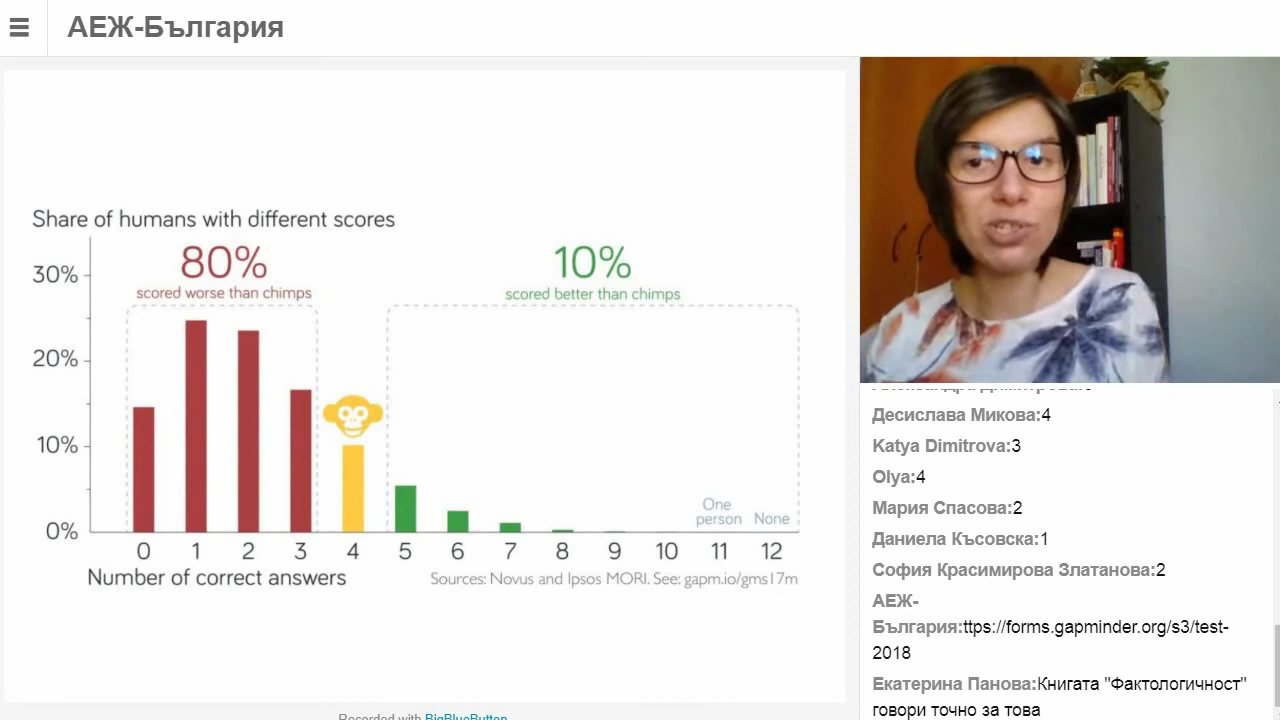 АЕЖ-България
Share of humans with different scores
80%
scored worse than chimps
10%
scored better than chimps
30%
20%
10%
0%
One
person
None
0 1 2 3 4 5 6 7 8 9 10 11 12
Number of correct answers
Sources: Novus and Ipsos MORI. See: gapm.io/gms17m
Recorded with BigBlueButton
Десислава Микова:4
Katya Dimitrova:3
Olya:4
Мария Спасова:2
Даниела Късовска:1
София Красимирова Златанова:2
АЕЖ-
България:ttps://forms.gapminder.org/s3/test-
2018
Екатерина Панова:Книгата "Фактологичност"
говори точно за това